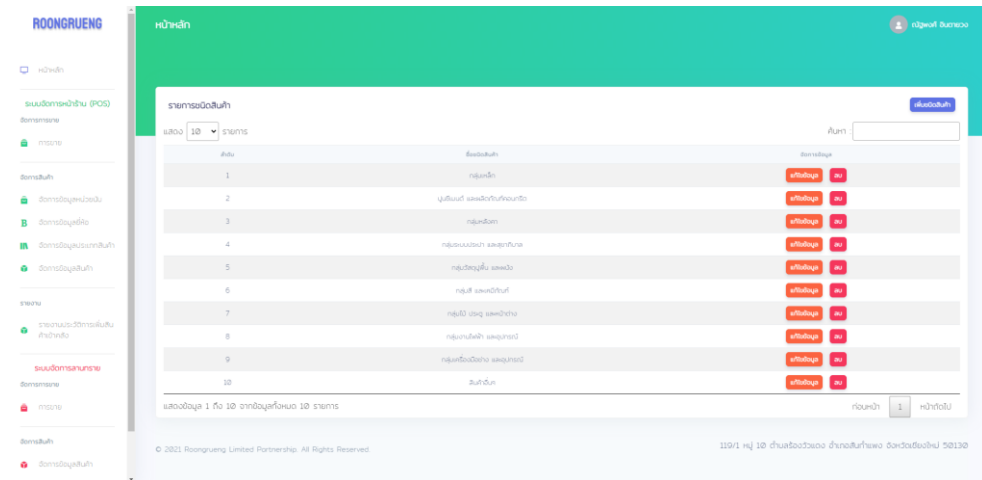 ROONGRUENG
หน้าหลัก
ณัฐพงศ์ อินตายวง
หน้าหลัก
ระบบจัดการหน้าร้าน (POS)
จัดการการขาย
การขาย
จัดการสินค้า
จัดการข้อมูลหน่วยนับ
จัดการข้อมูลยี่ห้อ
จัดการข้อมูลประเภทสินค้า
จัดการข้อมูลสินค้า
รายงาน
รายงานประวัติการเพิ่มสิน
ค้าเข้าคลัง
ระบบจัดการลานทราย
จัดการการขาย
การขาย
จัดการสินค้า
จัดการข้อมูลสินค้า
รายการชนิดสินค้า
เพิ่มชนิดสินค้า
แสดง 10 รายการ
ค้นหา
ลำดับ ชื่อชนิดสินค้า จัดการข้อมูล
1 กลุ่มเหล็ก แก้ไขข้อมูล ลบ
2 ปูนซีเมนต์ และผลิตภัณฑ์คอนกรีต แก้ไขข้อมูล ลบ
3 กลุ่มหลังคา แก้ไขข้อมูล ลบ
4 กลุ่มระบบประปา และสุขาภิบาล แก้ไขข้อมูล ลบ
5 กลุ่มวัสดุปูพื้น และผนัง แก้ไขข้อมูล ลบ
6 กลุ่มสี และเคมีภัณฑ์ แก้ไขข้อมูล ลบ
7 กลุ่มไม้ ประตู และหน้าต่าง แก้ไขข้อมูล ลบ
8 กลุ่มงานไฟฟ้า และอุปกรณ์ แก้ไขข้อมูล ลบ
9 กลุ่มเครื่องมือช่าง และอุปกรณ์ แก้ไขข้อมูล ลบ
10 สินค้าอื่นๆ แก้ไขข้อมูล ลบ
แสดงข้อมูล 1 ถึง 10 จากข้อมูลทั้งหมด 10 รายการ
ก่อนหน้า 1 หน้าถัดไป
© 2021 Roongrueng Limited Partnership. All Rights Reserved.
119/1 หมู่ 10 ตำบลร้องวัวแดง อำเภอสันกำแพง จังหวัดเชียงใหม่ 50130